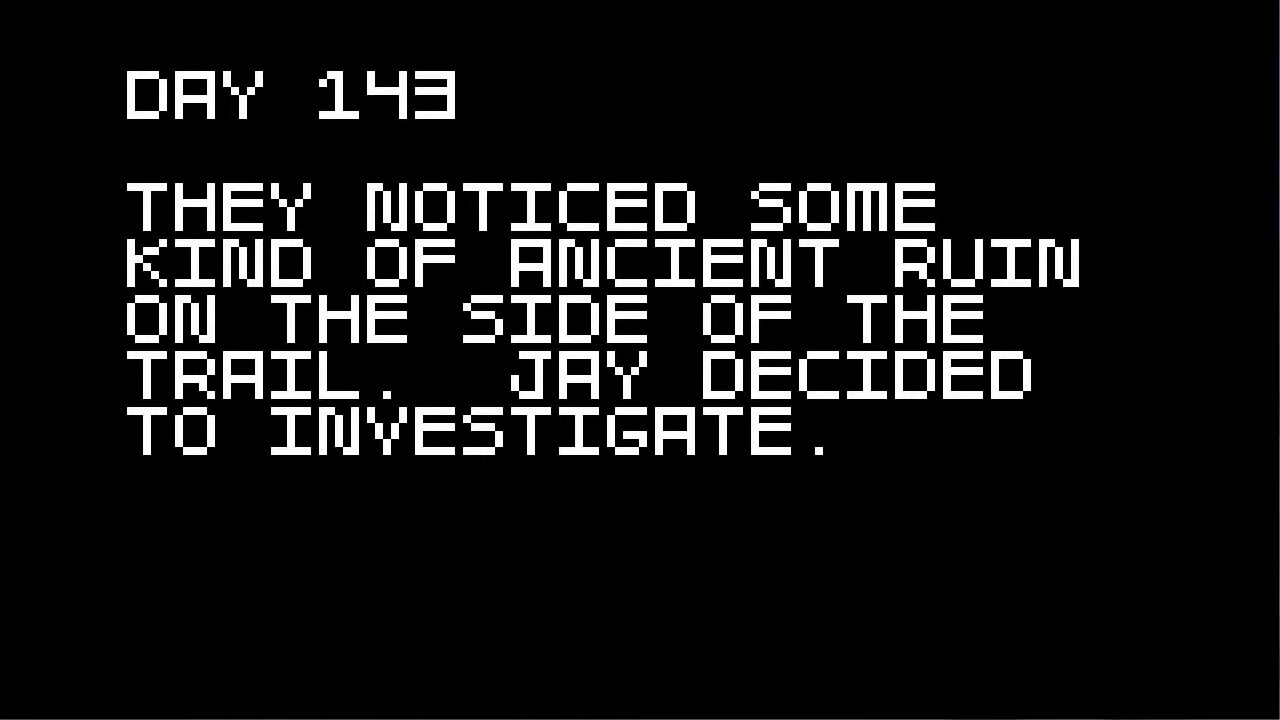 DAY 143
THEY NOTICED SOME
KIND OF ANCIENT RUIN
ON THE SIDE OF THE
TRAIL.  JAY DECIDED
TO INVESTIGATE.